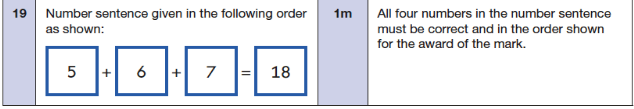 19 Number sentence given in the following order 1m All four numbers in the number sentence
as shown: must be correct and in the order shown
for the award of the mark.
5 + 6 + 7 = 18